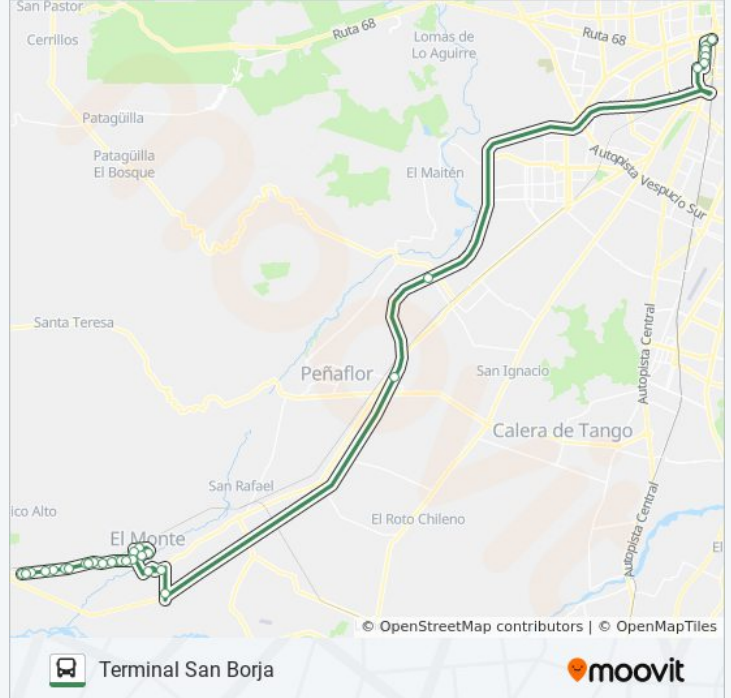 San Pastor
Cerrillos
Ruta 68
Lomas de
Lo Aguirre
Ruta 68
Patagüilla
Patagüilla
El Bosque
El Maitén
Autopista Vespucio Sur
Santa Teresa
Peñaflor
San Ignacio
Autopista Central
Calera de Tango
San Rafael
Autopista Central
ico Alto
El Monte
El Roto Chileno
El
© OpenStreetMap contributors | © OpenMapTiles
Terminal San Borja
moovit